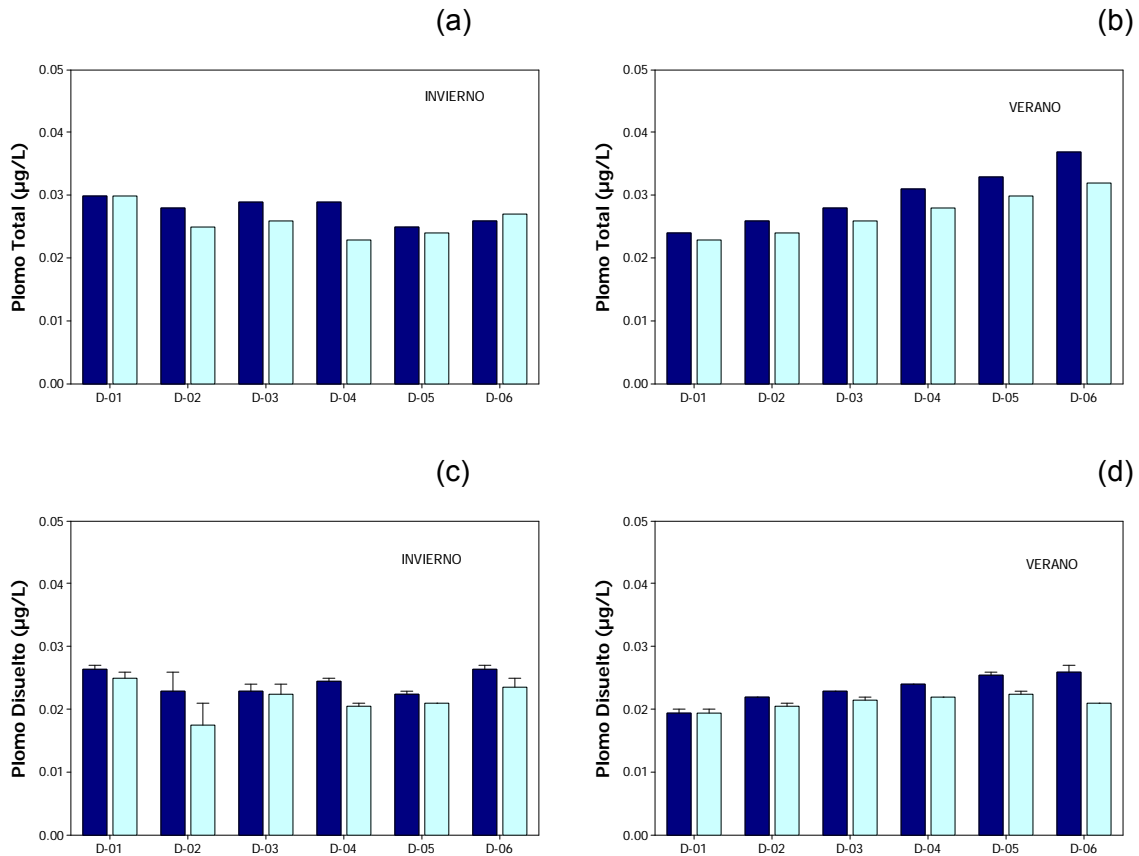 (a)
(b)
0.05
0.04
0.03
0.02
0.01
0.00
Plomo Total (µg/L)
INVIERNO
D-01 D-02 D-03 D-04 D-05 D-06
0.05
0.04
0.03
0.02
0.01
0.00
Plomo Total (µg/L)
VERANO
D-01 D-02 D-03 D-04 D-05 D-06
(c)
(d)
0.05
0.04
0.03
0.02
0.01
0.00
Plomo Disuelto (µg/L)
INVIERNO
D-01 D-02 D-03 D-04 D-05 D-06
0.05
0.04
0.03
0.02
0.01
0.00
Plomo Disuelto (µg/L)
VERANO
D-01 D-02 D-03 D-04 D-05 D-06